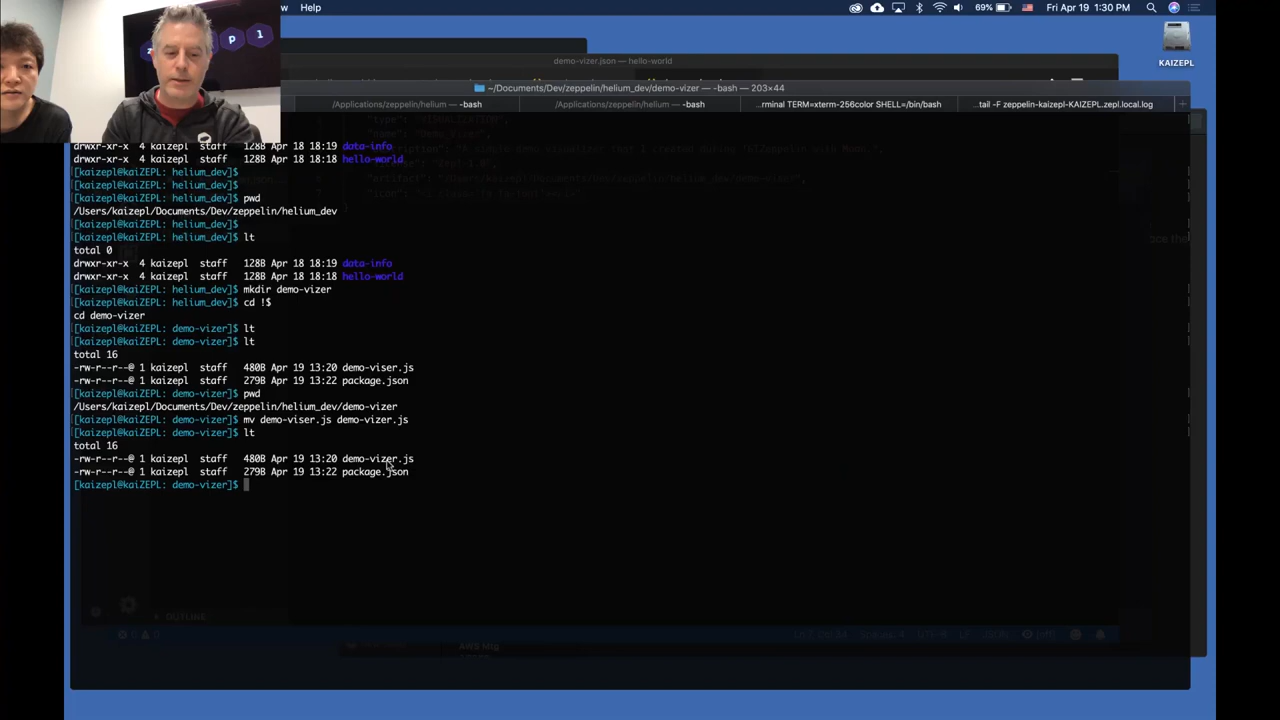 Help
69%
Fri Apr 19 1:30 PM
z
p l
KAIZEPL
demo-vizer.json — hello-world
~/Documents/Dev/zeppelin/helium_dev/demo-vizer — -bash — 203×44
/Applications/zeppelin/helium — -bash
/Applications/zeppelin/helium — -bash
...rminal TERM=xterm-256color SHELL=/bin/bash
...tail -F zeppelin-kaizepl-KAIZEPL.zepl.local.log
drwxr-xr-x 4 kaizepl staff 128B Apr 18 18:19 data-info
drwxr-xr-x 4 kaizepl staff 128B Apr 18 18:18 hello-world
[kaizepl@kaiZEPL: helium_dev]$
[kaizepl@kaiZEPL: helium_dev]$
[kaizepl@kaiZEPL: helium_dev]$ pwd
/Users/kaizepl/Documents/Dev/zeppelin/helium_dev
[kaizepl@kaiZEPL: helium_dev]$
[kaizepl@kaiZEPL: helium_dev]$ lt
total 0
drwxr-xr-x 4 kaizepl staff 128B Apr 18 18:19 data-info
drwxr-xr-x 4 kaizepl staff 128B Apr 18 18:18 hello-world
[kaizepl@kaiZEPL: helium_dev]$ mkdir demo-vizer
[kaizepl@kaiZEPL: helium_dev]$ cd !$
cd demo-vizer
[kaizepl@kaiZEPL: demo-vizer]$ lt
[kaizepl@kaiZEPL: demo-vizer]$ lt
total 16
-rw-r--r--@ 1 kaizepl staff 480B Apr 19 13:20 demo-viser.js
-rw-r--r--@ 1 kaizepl staff 279B Apr 19 13:22 package.json
[kaizepl@kaiZEPL: demo-vizer]$ pwd
/Users/kaizepl/Documents/Dev/zeppelin/helium_dev/demo-vizer
[kaizepl@kaiZEPL: demo-vizer]$ mv demo-viser.js demo-vizer.js
[kaizepl@kaiZEPL: demo-vizer]$ lt
total 16
-rw-r--r--@ 1 kaizepl staff 480B Apr 19 13:20 demo-vizer.js
-rw-r--r--@ 1 kaizepl staff 279B Apr 19 13:22 package.json
[kaizepl@kaiZEPL: demo-vizer]$
OUTLINE
AWS Mtg